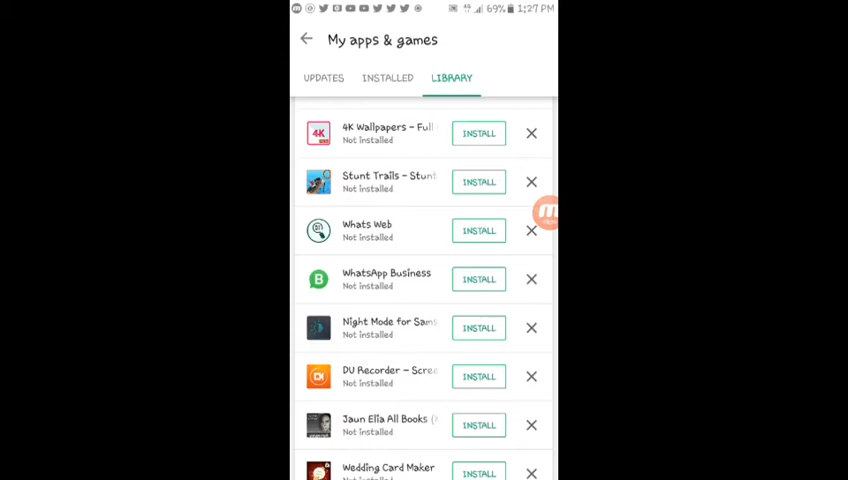 69% 1:27 PM
My apps & games
UPDATES INSTALLED LIBRARY
4K
4K Wallpapers – Full
Not installed
INSTALL
Stunt Trails – Stunt
Not installed
INSTALL
Whats Web
Not installed
INSTALL
B
WhatsApp Business
Not installed
INSTALL
Night Mode for Sams
Not installed
INSTALL
DU Recorder – Scree
Not installed
INSTALL
Jaun Elia All Books (
Not installed
INSTALL
Wedding Card Maker
INSTALL